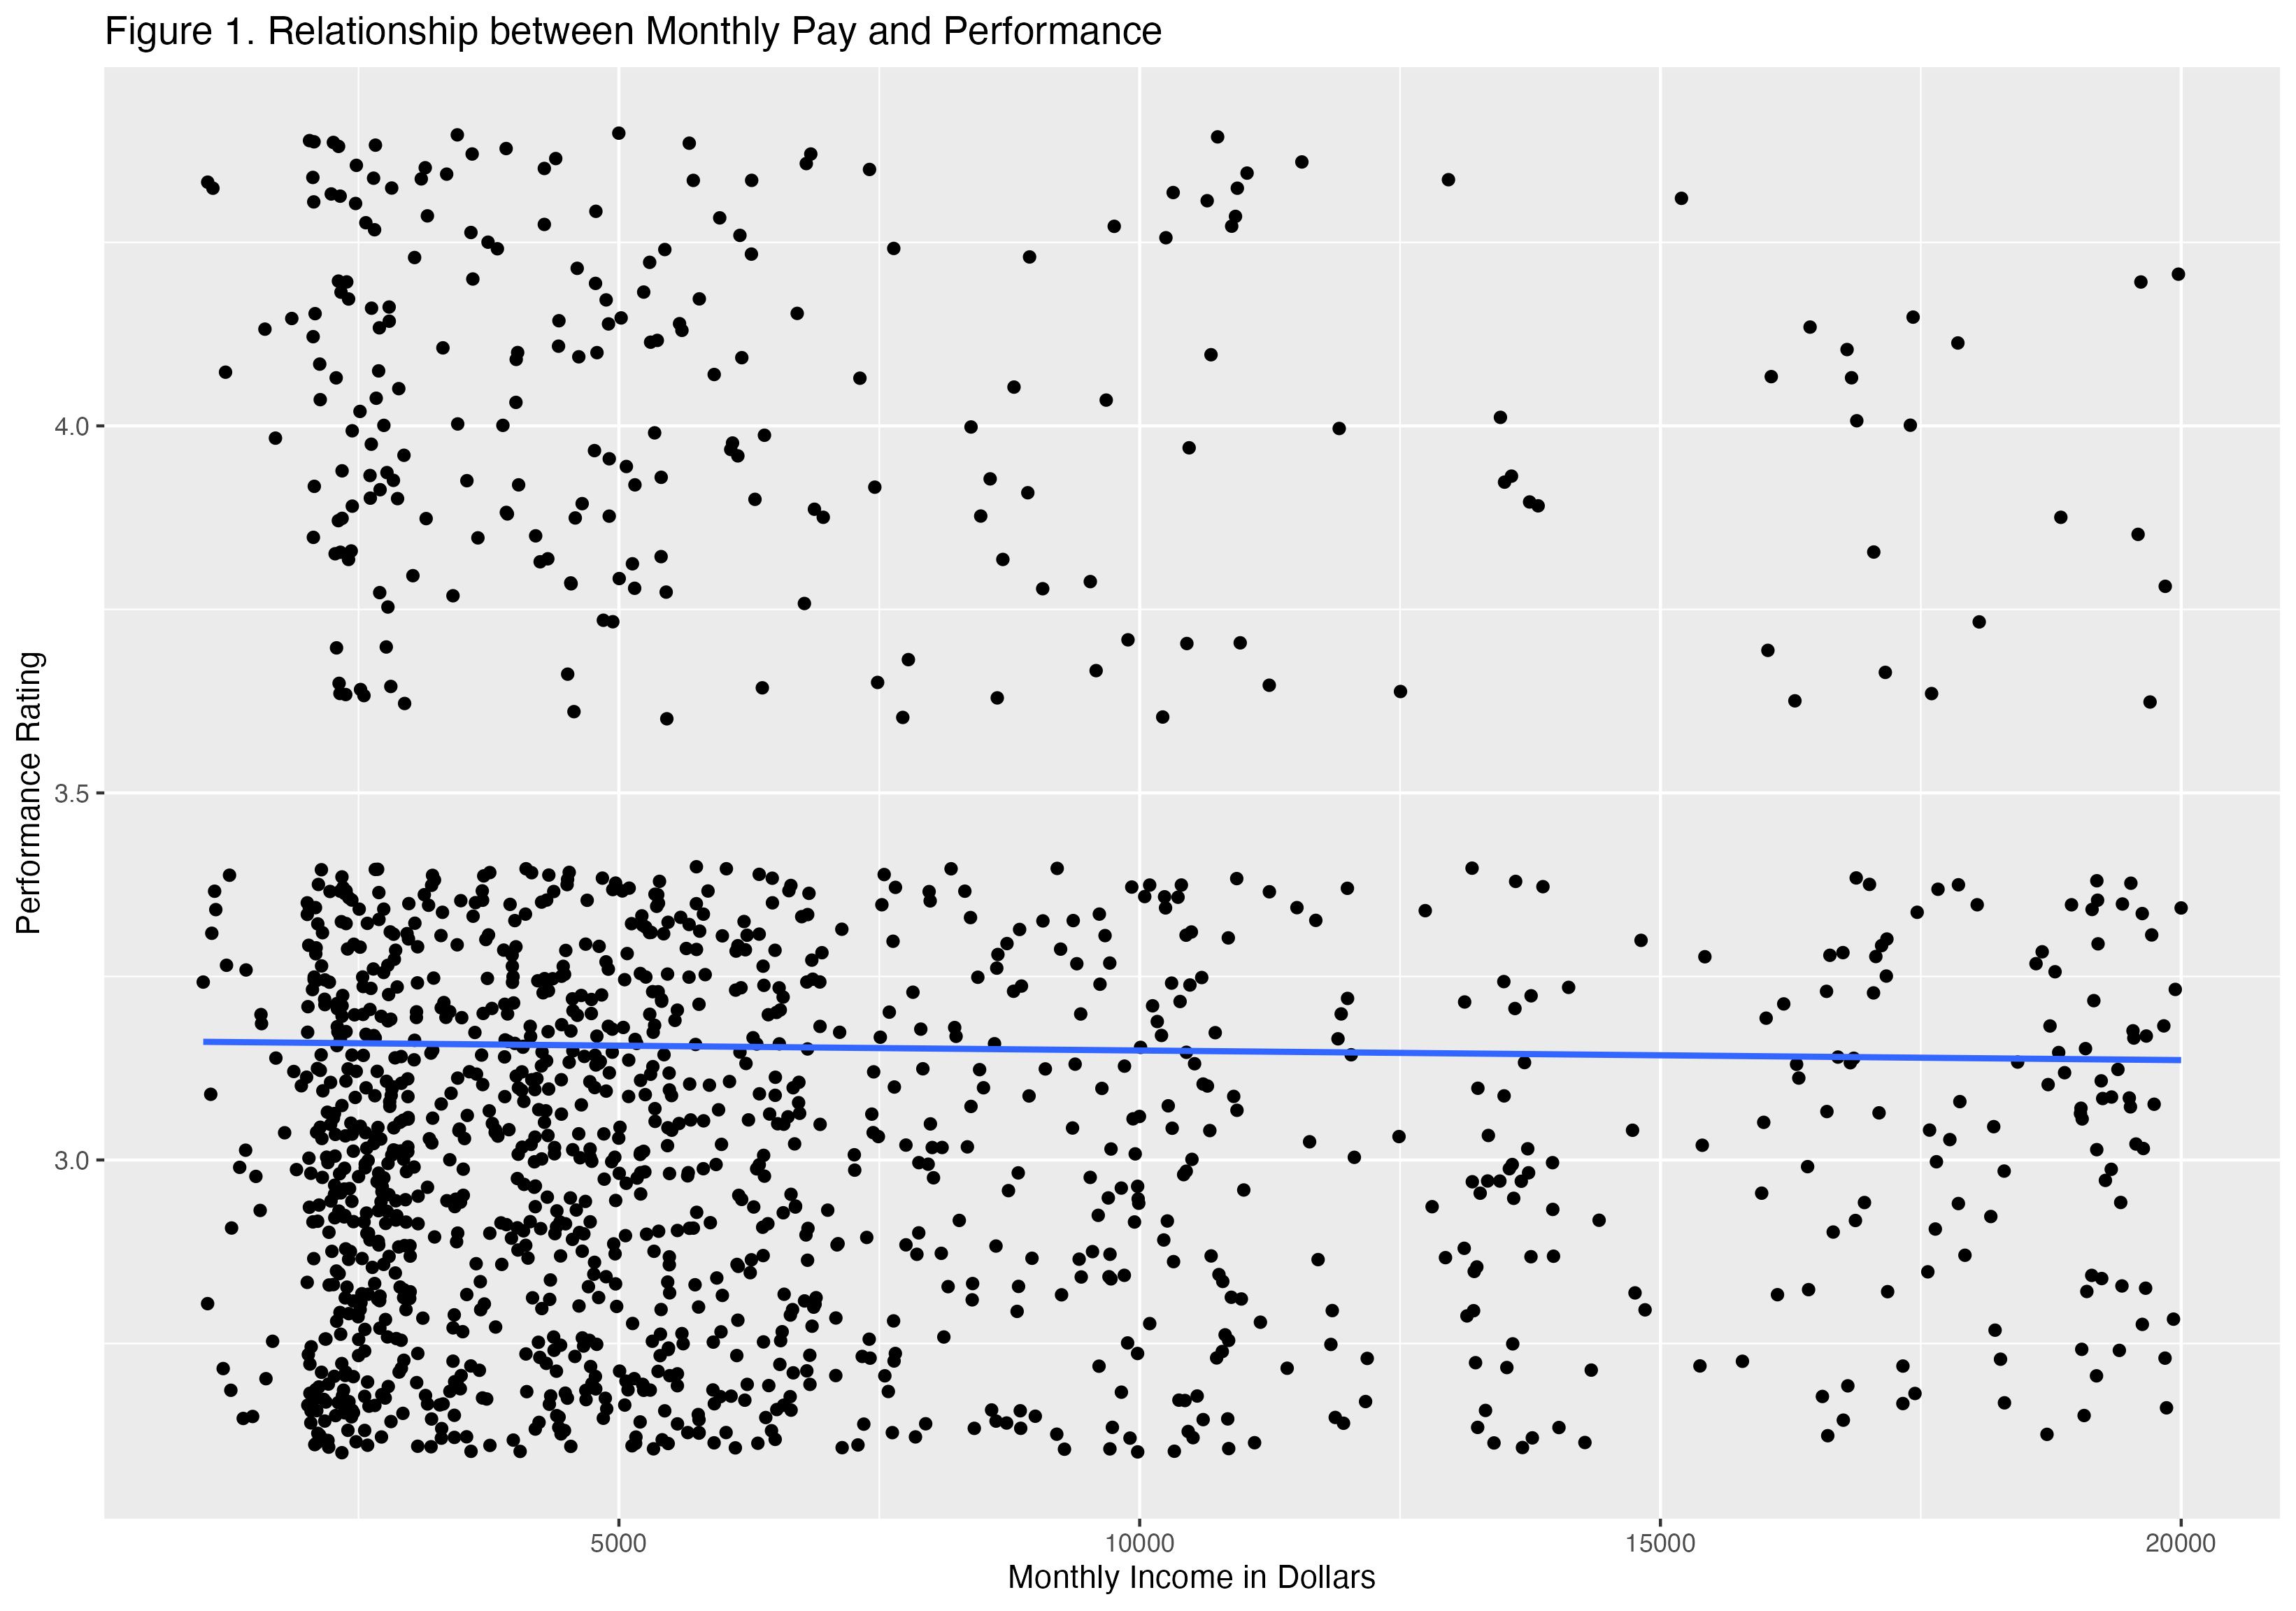 Figure 1. Relationship between Monthly Pay and Performance
Performance Rating
4.0
3.5
3.0
5000
10000
15000
20000
Monthly Income in Dollars